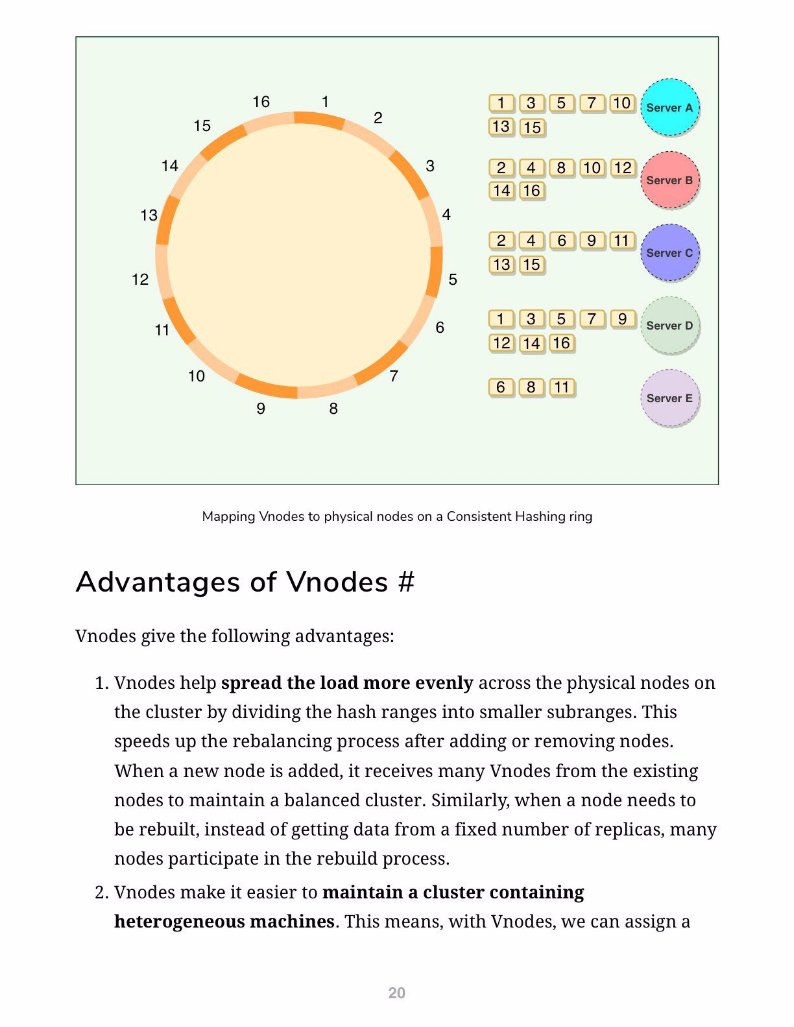 16 1
15 2
14 3
13 4
12 5
11 6
10 7
9 8
1 3 5 7 10 Server A
13 15
2 4 8 10 12 Server B
14 16
2 4 6 9 11 Server C
13 15
1 3 5 7 9 Server D
12 14 16
6 8 11 Server E
Mapping Vnodes to physical nodes on a Consistent Hashing ring
Advantages of Vnodes #
Vnodes give the following advantages:
1. Vnodes help spread the load more evenly across the physical nodes on
the cluster by dividing the hash ranges into smaller subranges. This
speeds up the rebalancing process after adding or removing nodes.
When a new node is added, it receives many Vnodes from the existing
nodes to maintain a balanced cluster. Similarly, when a node needs to
be rebuilt, instead of getting data from a fixed number of replicas, many
nodes participate in the rebuild process.
2. Vnodes make it easier to maintain a cluster containing
heterogeneous machines. This means, with Vnodes, we can assign a
20